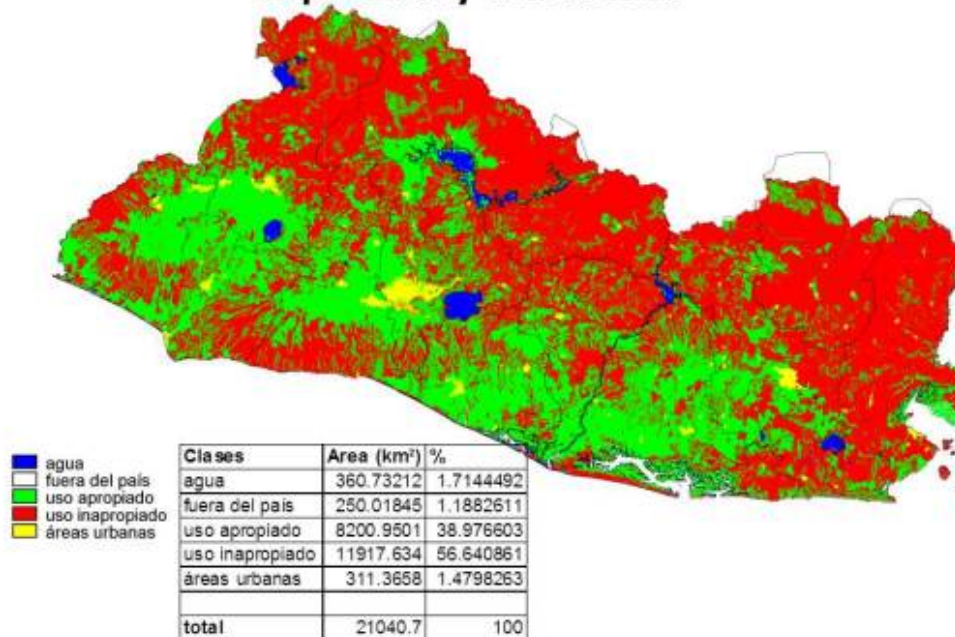 agua
fuera del país
uso apropiado
uso inapropiado
áreas urbanas
Clases Area (km²) %
agua 360.73212 1.7144492
fuera del país 250.01845 1.1882611
uso apropiado 8200.9501 38.976603
uso inapropiado 11917.634 56.640861
áreas urbanas 311.3658 1.4798263
total 21040.7 100